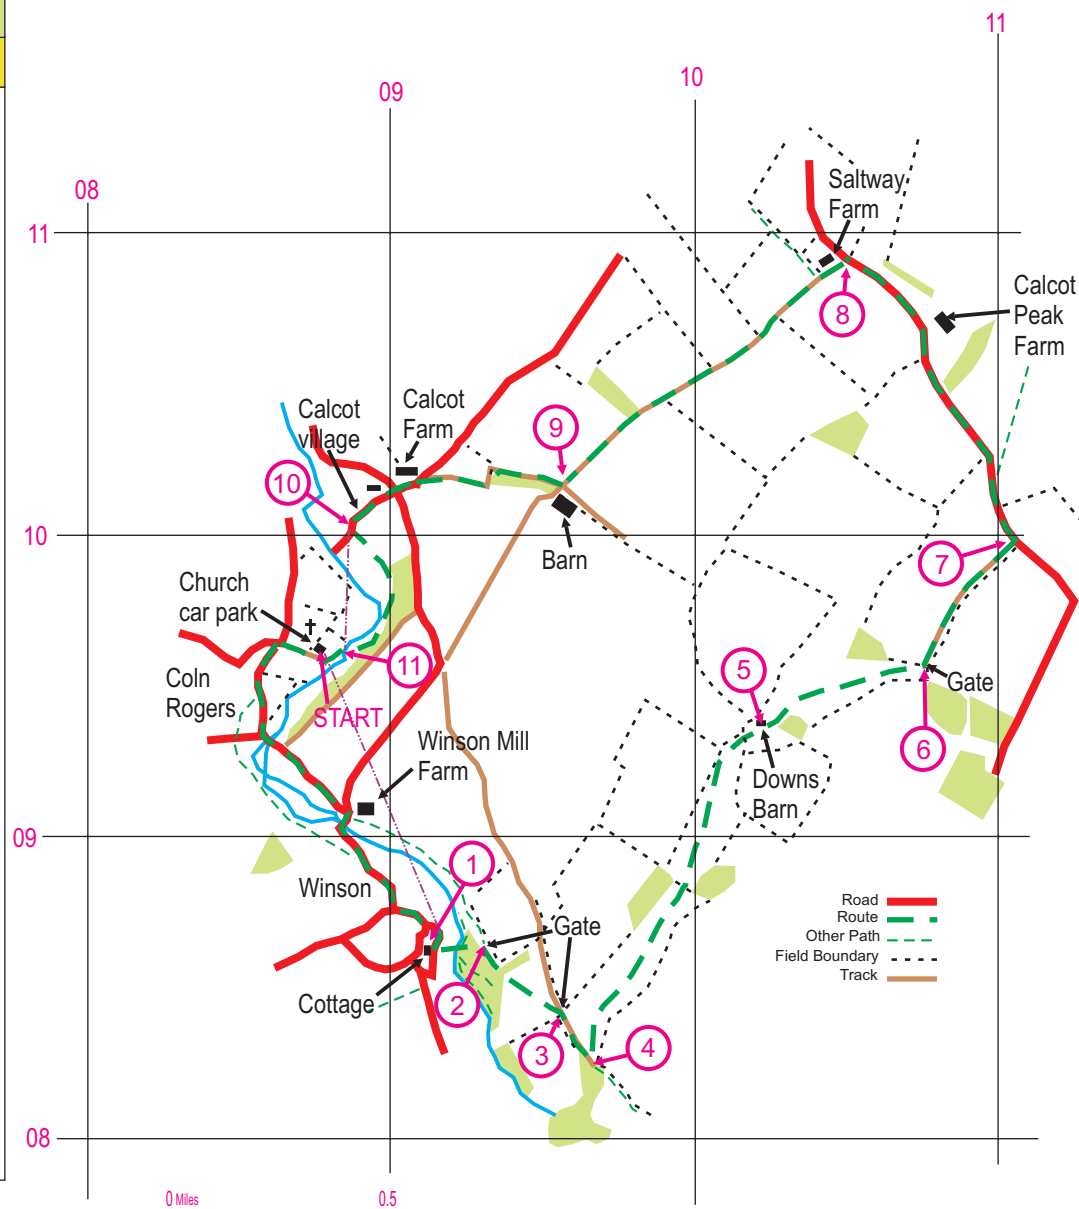 11
10
09
08
Saltway
Farm
11
Calcot
Peak
Farm
8
Calcot
village
Calcot
Farm
9
10
10
Barn
7
Church
car park
11
5
Gate
Coln
Rogers
START
6
Winson Mill
Farm
Downs
Barn
09
1
Winson
Road
Route
Gate
Other Path
Field Boundary
Track
Cottage
2
3
4
08
0 Miles
0.5